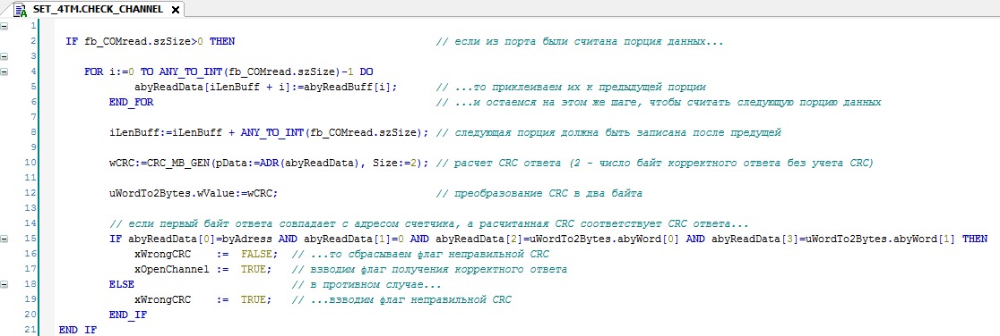 SET_4TM.CHECK_CHANNEL
1
2 IF fb_COMread.szSize>0 THEN // если из порта были считана порция данных...
3
4 FOR i:=0 TO ANY_TO_INT(fb_COMread.szSize)-1 DO
5 abyReadData[iLenBuff + i]:=abyReadBuff[i]; // ...то приклеиваем их к предыдущей порции
6 END_FOR // ...и остаемся на этом же шаге, чтобы считать следующую порцию данных
7
8 iLenBuff:=iLenBuff + ANY_TO_INT(fb_COMread.szSize); // следующая порция должна быть записана после предущей
9
10 wCRC:=CRC_MB_GEN(pData:=ADR(abyReadData), Size:=2); // расчет CRC ответа (2 - число байт корректного ответа без учета CRC)
11
12 uWordTo2Bytes.wValue:=wCRC; // преобразование CRC в два байта
13
14 // если первый байт ответа совпадает с адресом счетчика, а расчитанная CRC соответствует CRC ответа...
15 IF abyReadData[0]=byAdress AND abyReadData[1]=0 AND abyReadData[2]=uWordTo2Bytes.abyWord[0] AND abyReadData[3]=uWordTo2Bytes.abyWord[1] THEN
16 xWrongCRC := FALSE; // ...то сбрасываем флаг неправильной CRC
17 xOpenChannel := TRUE; // взводим флаг получения корректного ответа
18 ELSE // в противном случае...
19 xWrongCRC := TRUE; // ...взводим флаг неправильной CRC
20 END_IF
21 END_IF